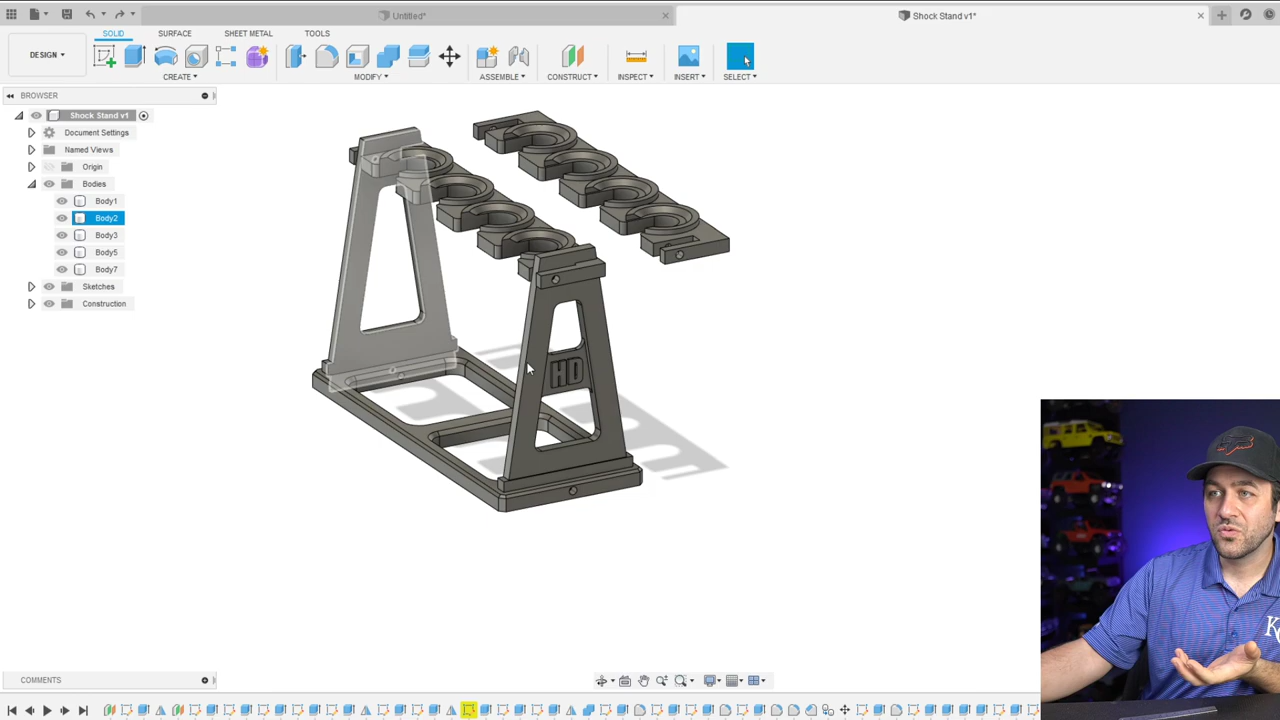 Untitled*
Shock Stand v1*
DESIGN
SOLID
SURFACE
SHEET METAL
TOOLS
CREATE
MODIFY
ASSEMBLE
CONSTRUCT
INSPECT
INSERT
SELECT
BROWSER
Shock Stand v1
Document Settings
Named Views
Origin
Bodies
Body1
Body2
Body3
Body5
Body7
Sketches
Construction
HD
COMMENTS